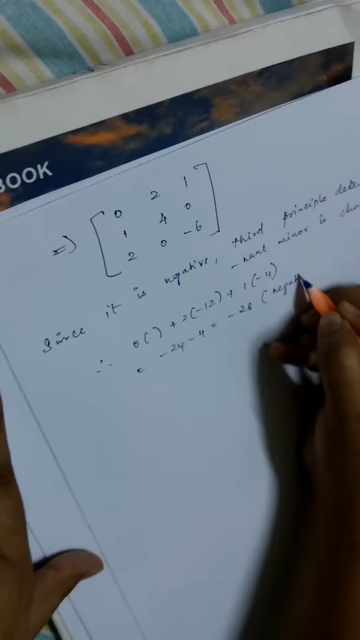 BOOK
=> [ 0 2 1
1 4 0
2 0 -6 ]
Since it is negative, third principle dete
- nant minor is che
∴ 0( ) + 2(-12) + 1(-4)
= -24 - 4 = -28 (nega